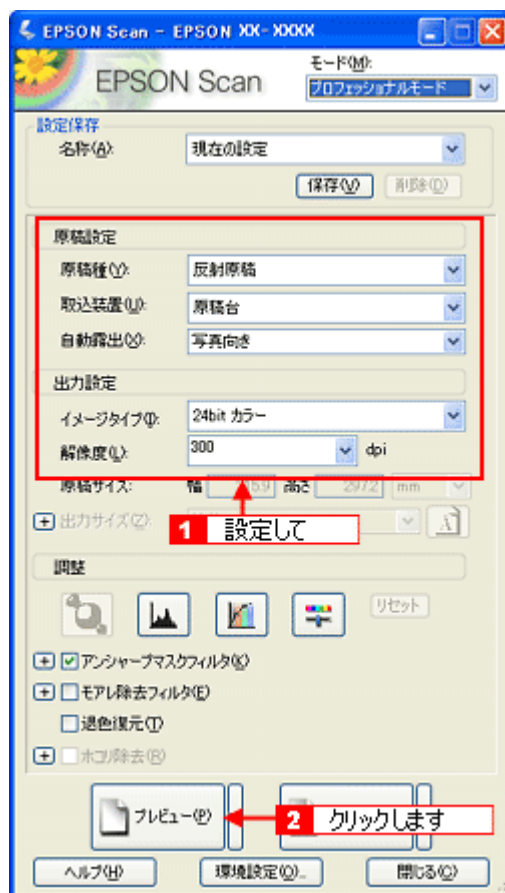 EPSON Scan - EPSON XX-XXXX
EPSON Scan
モード(M):
プロフェッショナルモード
設定保存
名称(A):
現在の設定
保存(V)
削除(D)
原稿設定
原稿種(Y):
反射原稿
取込装置(U):
原稿台
自動露出(X):
写真向き
出力設定
イメージタイプ(I):
24bit カラー
解像度(L):
300
dpi
原稿サイズ:
幅
高さ
297.2
mm
出力サイズ(Z):
1 設定して
調整
リセット
アンシャープマスクフィルタ(K)
モアレ除去フィルタ(E)
退色復元(T)
ホコリ除去(R)
プレビュー(P)
2 クリックします
ヘルプ(H)
環境設定(O)...
閉じる(C)